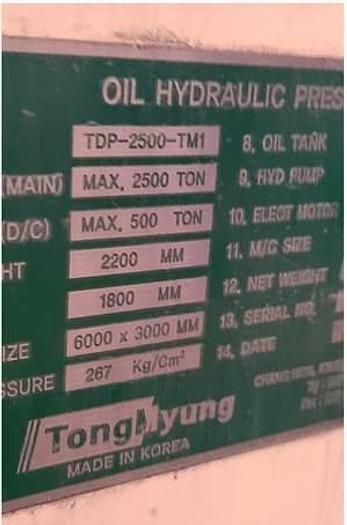 OIL HYDRAULIC PRES
TDP-2500-TM1 8, OIL TANK
(MAIN) MAX, 2500 TON 9, HYD PUMP
(D/C) MAX, 500 TON 10, ELECT MOTOR
HT 2200 MM 11, M/C SIZE
1800 MM 12, NET WEIGHT
IZE 6000 x 3000 MM 13, SERIAL NO,
SSURE 267 Kg/Cm² 14, DATE
TongMyung
MADE IN KOREA